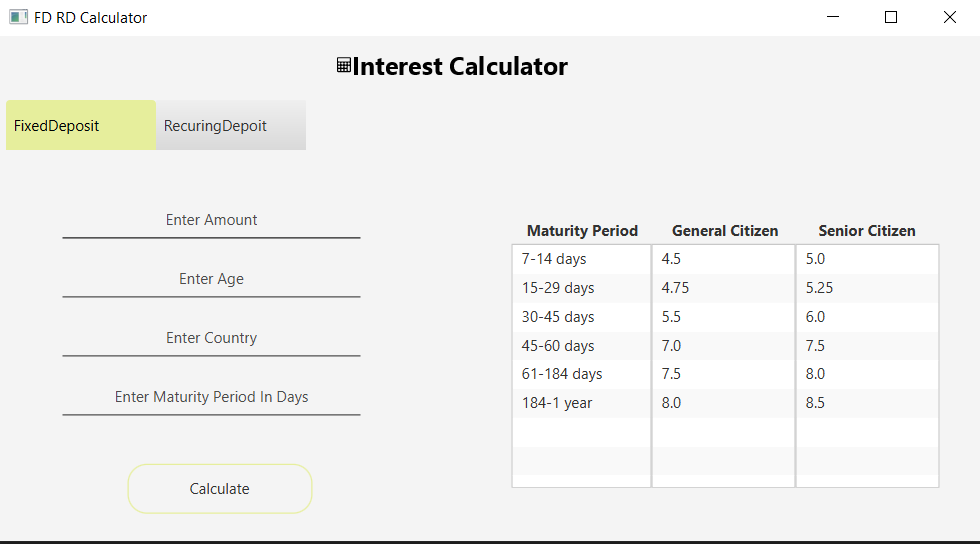 FD RD Calculator
Interest Calculator
FixedDeposit RecuringDepoit
Enter Amount
Enter Age
Enter Country
Enter Maturity Period In Days
Calculate
Maturity Period General Citizen Senior Citizen
7-14 days 4.5 5.0
15-29 days 4.75 5.25
30-45 days 5.5 6.0
45-60 days 7.0 7.5
61-184 days 7.5 8.0
184-1 year 8.0 8.5